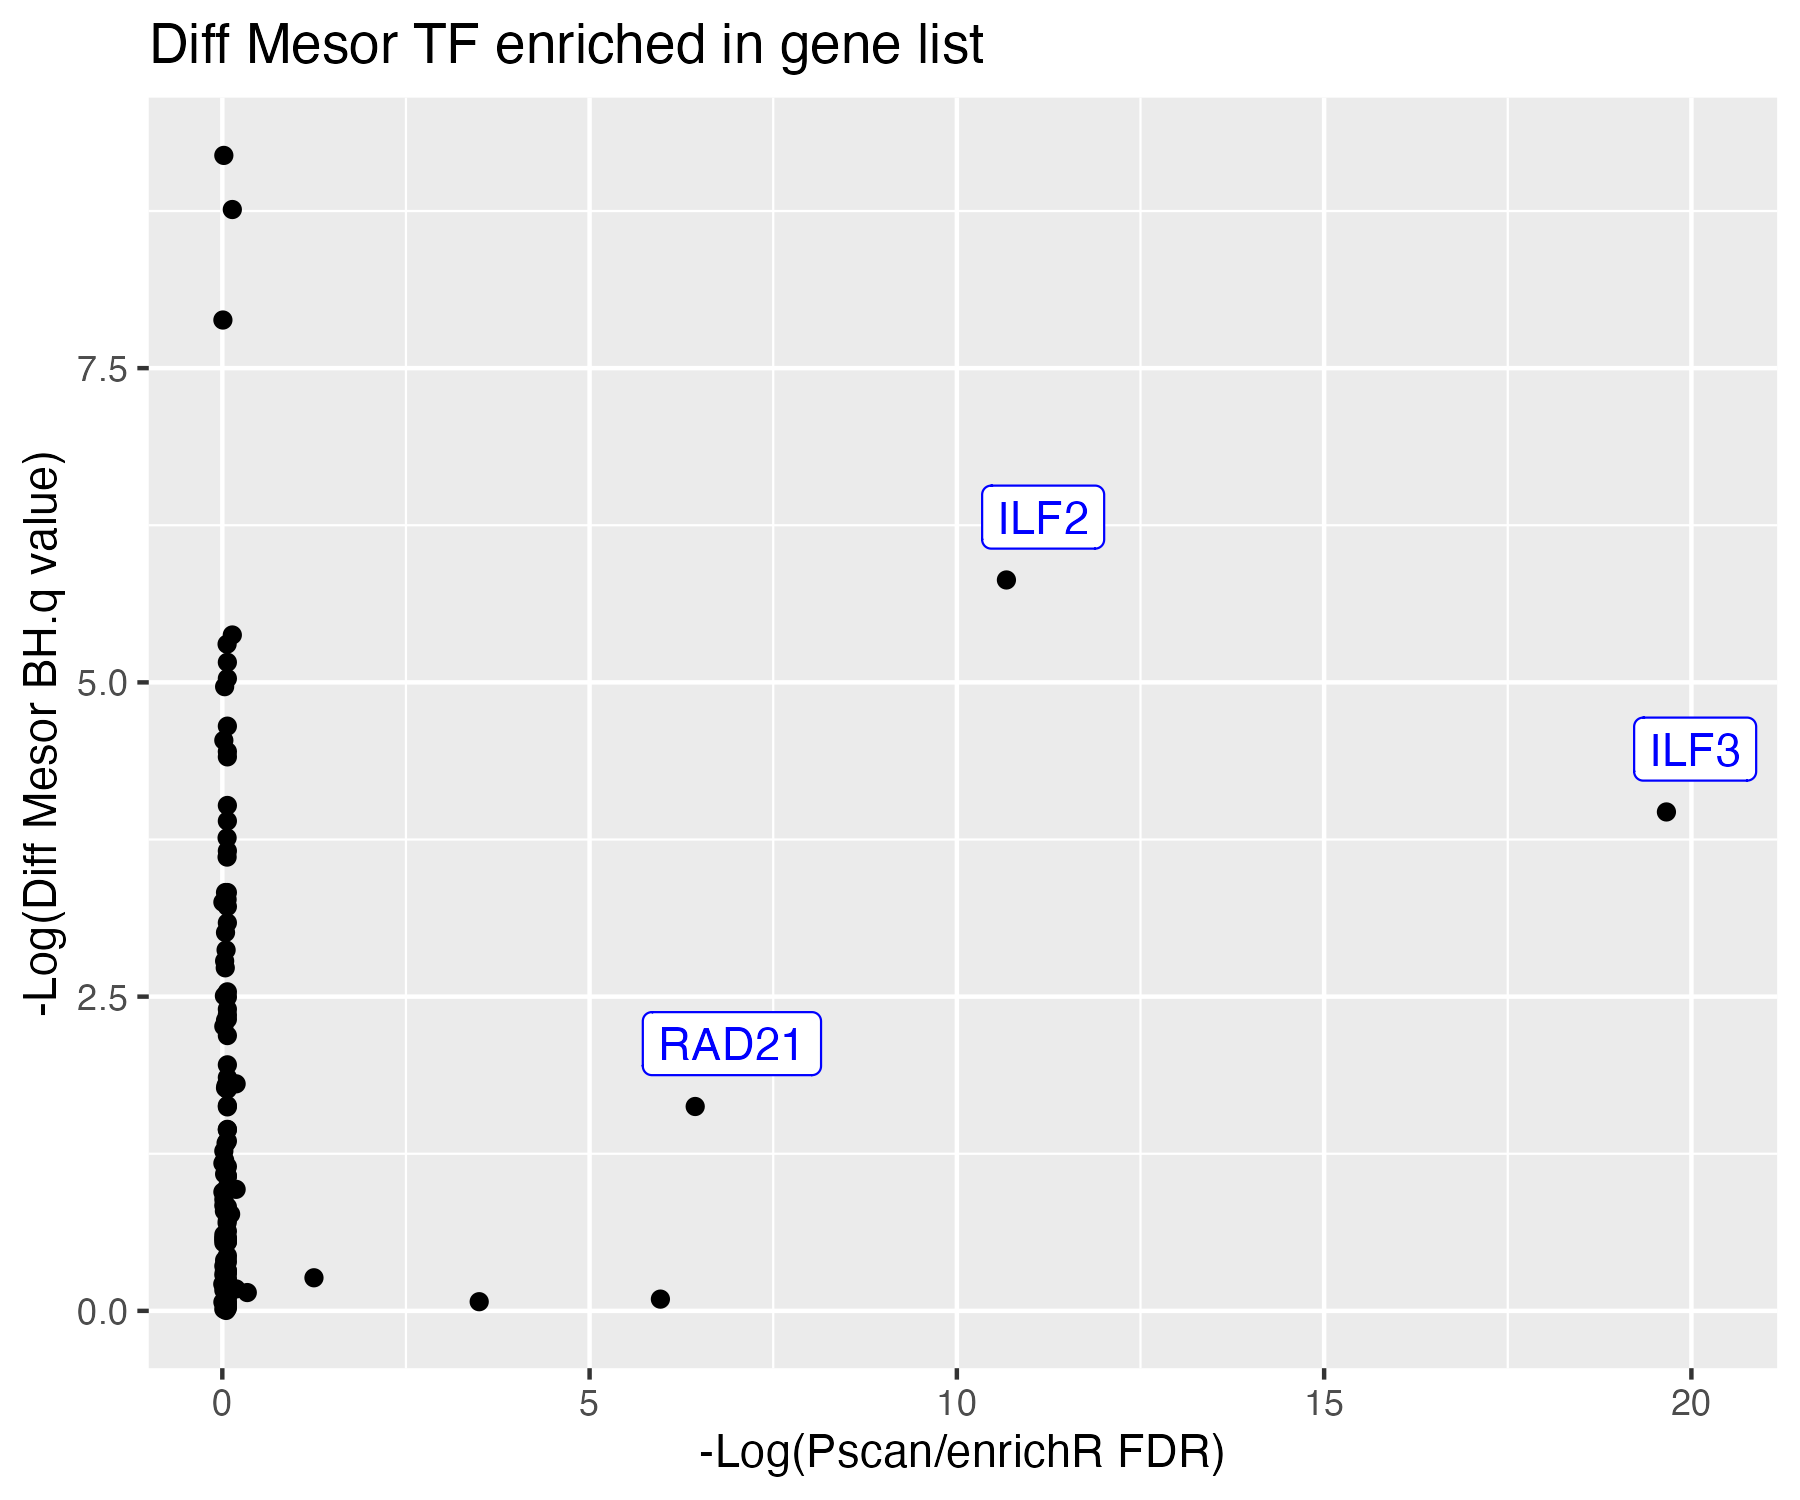 Diff Mesor TF enriched in gene list
-Log(Diff Mesor BH.q value)
7.5
5.0
2.5
0.0
ILF2
ILF3
RAD21
0
5
10
15
20
-Log(Pscan/enrichR FDR)